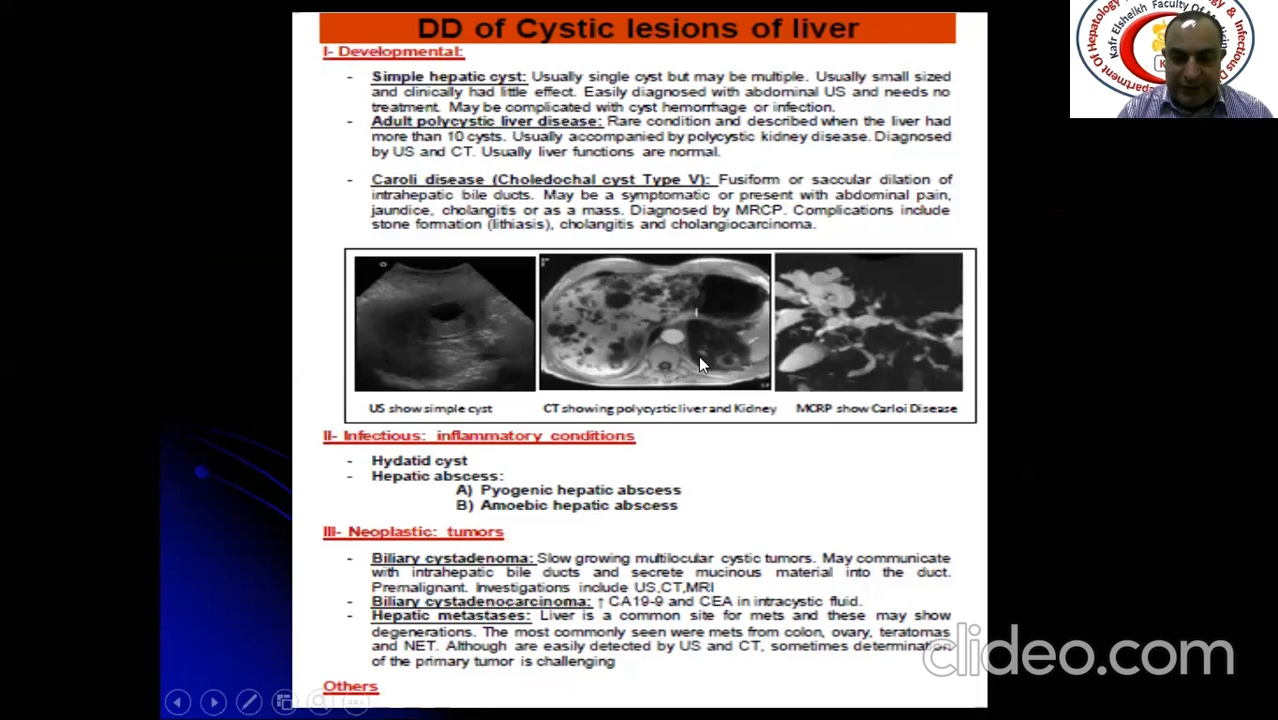 DD of Cystic lesions of liver
I- Developmental:
- Simple hepatic cyst: Usually single cyst but may be multiple. Usually small sized
and clinically had little effect. Easily diagnosed with abdominal US and needs no
treatment. May be complicated with cyst hemorrhage or infection.
- Adult polycystic liver disease: Rare condition and described when the liver had
more than 10 cysts. Usually accompanied by polycystic kidney disease. Diagnosed
by US and CT. Usually liver functions are normal.
- Caroli disease (Choledochal cyst Type V): Fusiform or saccular dilation of
intrahepatic bile ducts. May be a symptomatic or present with abdominal pain,
jaundice, cholangitis or as a mass. Diagnosed by MRCP. Complications include
stone formation (lithiasis), cholangitis and cholangiocarcinoma.
US show simple cyst
CT showing polycystic liver and Kidney
MCRP show Carloi Disease
II- Infectious: inflammatory conditions
- Hydatid cyst
- Hepatic abscess:
A) Pyogenic hepatic abscess
B) Amoebic hepatic abscess
III- Neoplastic: tumors
- Biliary cystadenoma: Slow growing multilocular cystic tumors. May communicate
with intrahepatic bile ducts and secrete mucinous material into the duct.
Premalignant. Investigations include US,CT,MRI
- Biliary cystadenocarcinoma: ↑ CA19-9 and CEA in intracystic fluid.
- Hepatic metastases: Liver is a common site for mets and these may show
degenerations. The most commonly seen were mets from colon, ovary, teratomas
and NET. Although are easily detected by US and CT, sometimes determination
of the primary tumor is challenging
Others
Department Of Hepatology
Kafr Elsheikh Faculty Of Medicine
clideo.com